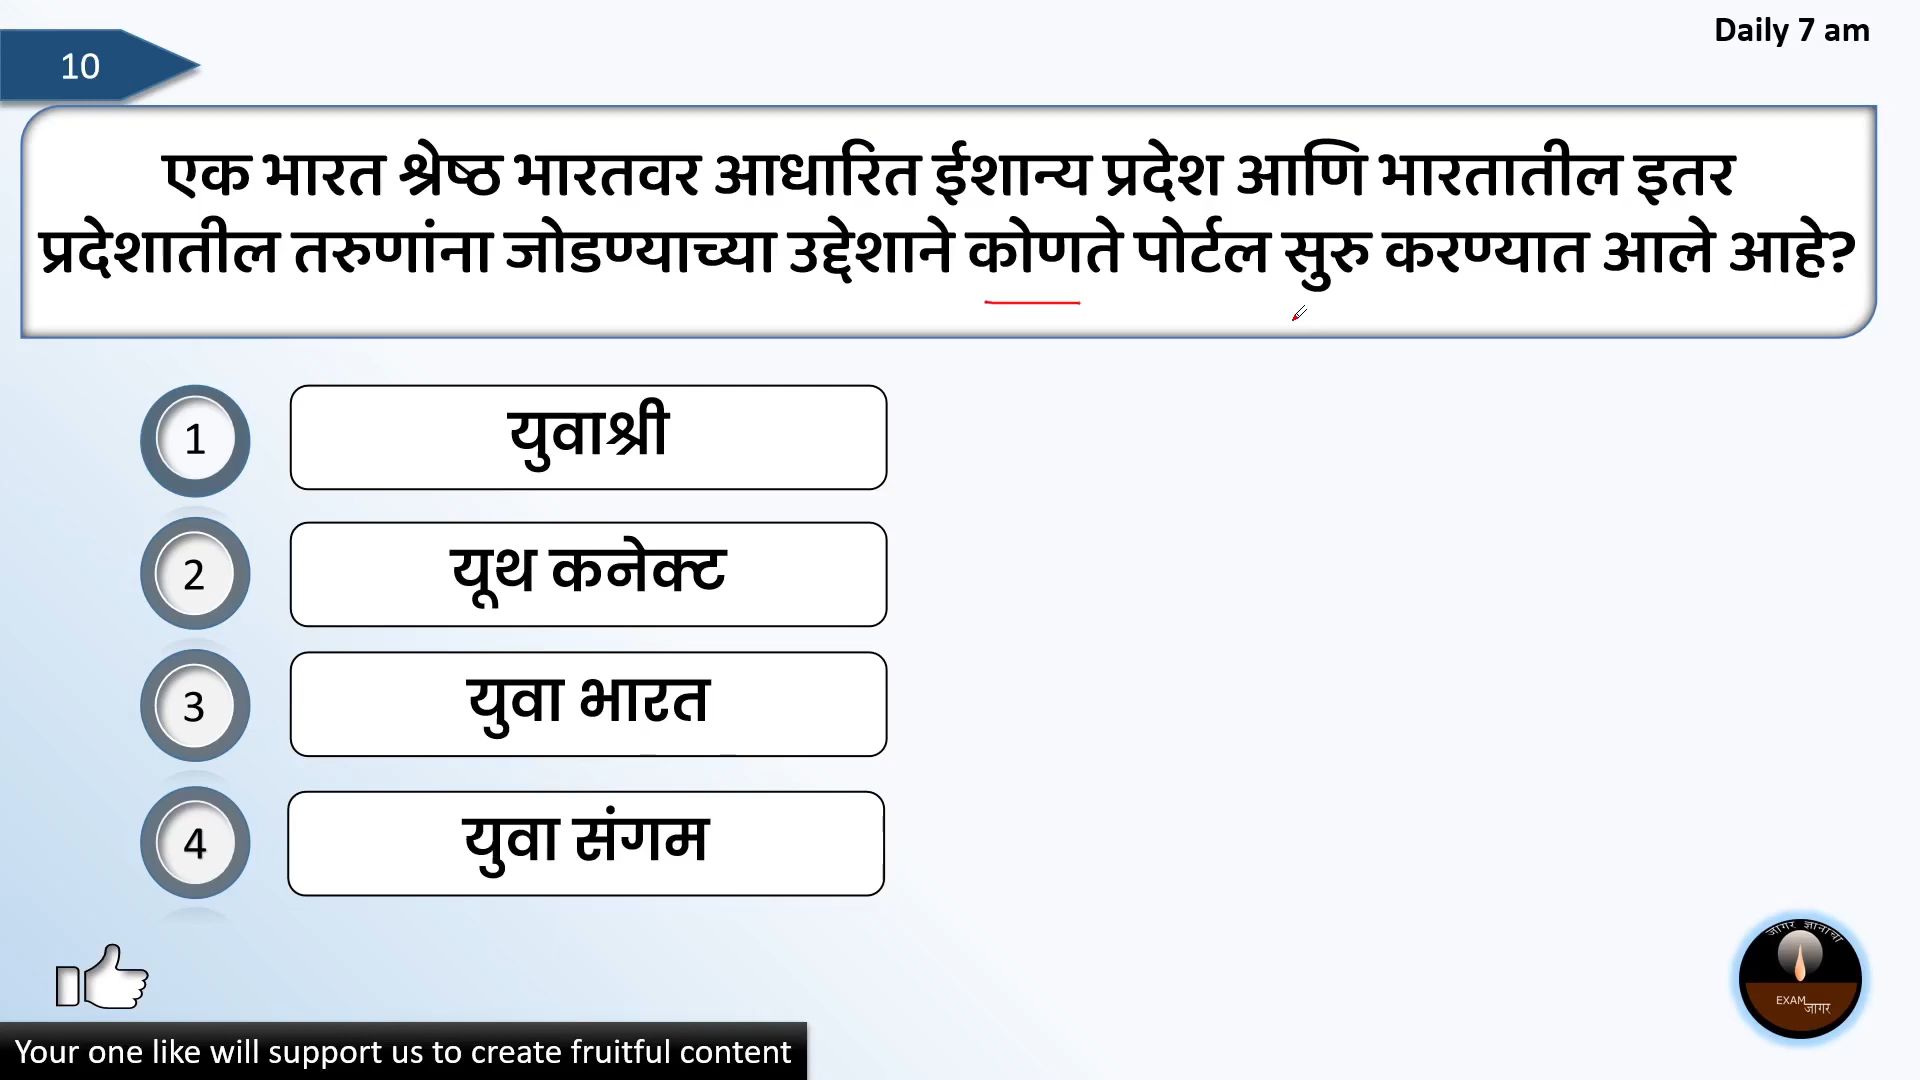 Daily 7 am
10
एक भारत श्रेष्ठ भारतवर आधारित ईशान्य प्रदेश आणि भारतातील इतर
प्रदेशातील तरुणांना जोडण्याच्या उद्देशाने कोणते पोर्टल सुरु करण्यात आले आहे?
1
युवाश्री
2
यूथ कनेक्ट
3
युवा भारत
4
युवा संगम
जागर ज्ञानाचा
EXAM
जागर
Your one like will support us to create fruitful content